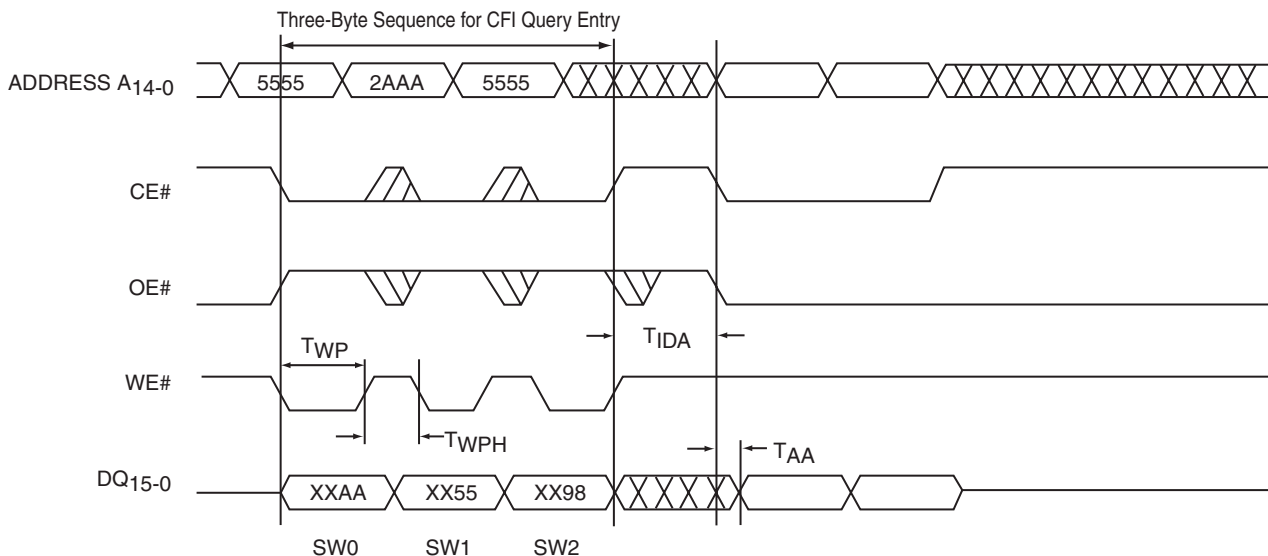 Three-Byte Sequence for CFI Query Entry
ADDRESS A14-0
5555 2AAA 5555
CE#
OE#
TIDA
TWP
WE#
TWPH
TAA
DQ15-0
XXAA XX55 XX98
SW0 SW1 SW2